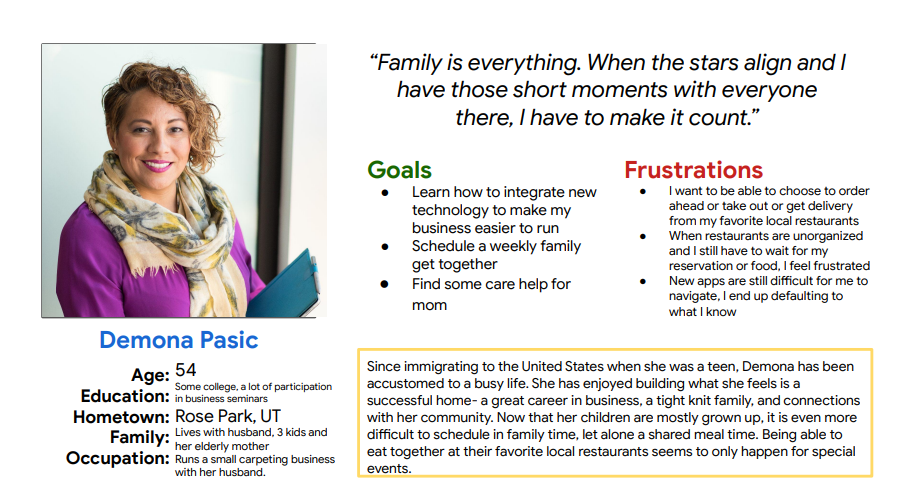 “Family is everything. When the stars align and I
have those short moments with everyone
there, I have to make it count.”
Goals
● Learn how to integrate new
technology to make my
business easier to run
● Schedule a weekly family
get together
● Find some care help for
mom
Frustrations
● I want to be able to choose to order
ahead or take out or get delivery
from my favorite local restaurants
● When restaurants are unorganized
and I still have to wait for my
reservation or food, I feel frustrated
● New apps are still difficult for me to
navigate, I end up defaulting to
what I know
Demona Pasic
Age: 54
Education: Some college, a lot of participation
in business seminars
Hometown: Rose Park, UT
Family: Lives with husband, 3 kids and
her elderly mother
Occupation: Runs a small carpeting business
with her husband.
Since immigrating to the United States when she was a teen, Demona has been
accustomed to a busy life. She has enjoyed building what she feels is a
successful home- a great career in business, a tight knit family, and connections
with her community. Now that her children are mostly grown up, it is even more
difficult to schedule in family time, let alone a shared meal time. Being able to
eat together at their favorite local restaurants seems to only happen for special
events.